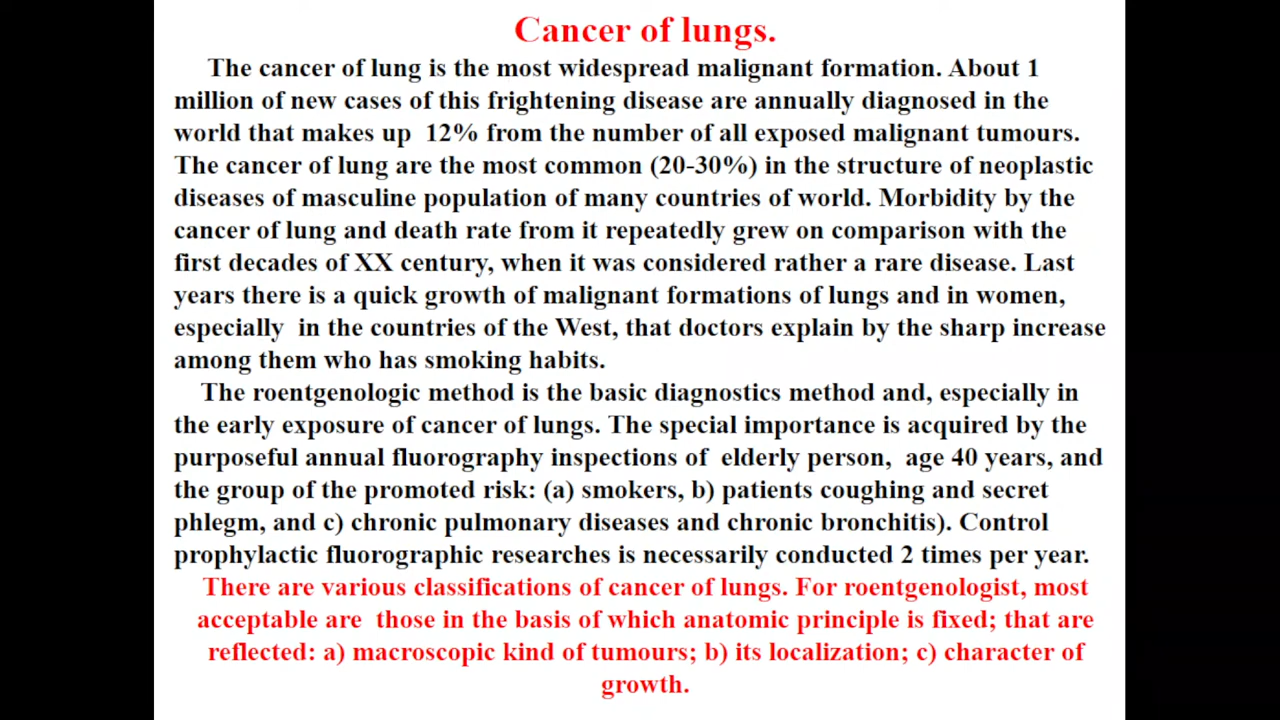 Cancer of lungs.
The cancer of lung is the most widespread malignant formation. About 1
million of new cases of this frightening disease are annually diagnosed in the
world that makes up 12% from the number of all exposed malignant tumours.
The cancer of lung are the most common (20-30%) in the structure of neoplastic
diseases of masculine population of many countries of world. Morbidity by the
cancer of lung and death rate from it repeatedly grew on comparison with the
first decades of XX century, when it was considered rather a rare disease. Last
years there is a quick growth of malignant formations of lungs and in women,
especially in the countries of the West, that doctors explain by the sharp increase
among them who has smoking habits.
The roentgenologic method is the basic diagnostics method and, especially in
the early exposure of cancer of lungs. The special importance is acquired by the
purposeful annual fluorography inspections of elderly person, age 40 years, and
the group of the promoted risk: (a) smokers, b) patients coughing and secret
phlegm, and c) chronic pulmonary diseases and chronic bronchitis). Control
prophylactic fluorographic researches is necessarily conducted 2 times per year.
There are various classifications of cancer of lungs. For roentgenologist, most
acceptable are those in the basis of which anatomic principle is fixed; that are
reflected: a) macroscopic kind of tumours; b) its localization; c) character of
growth.